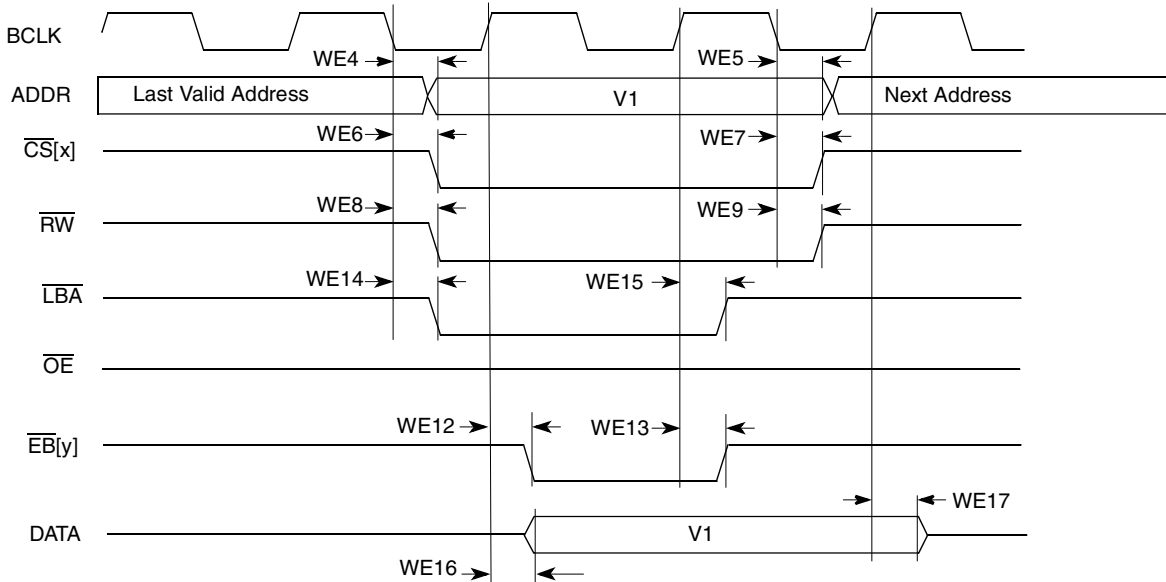 BCLK
WE4
WE5
ADDR
Last Valid Address
V1
Next Address
WE6
WE7
CS[x]
WE8
WE9
RW
WE14
WE15
LBA
OE
WE12
WE13
EB[y]
WE17
DATA
V1
WE16